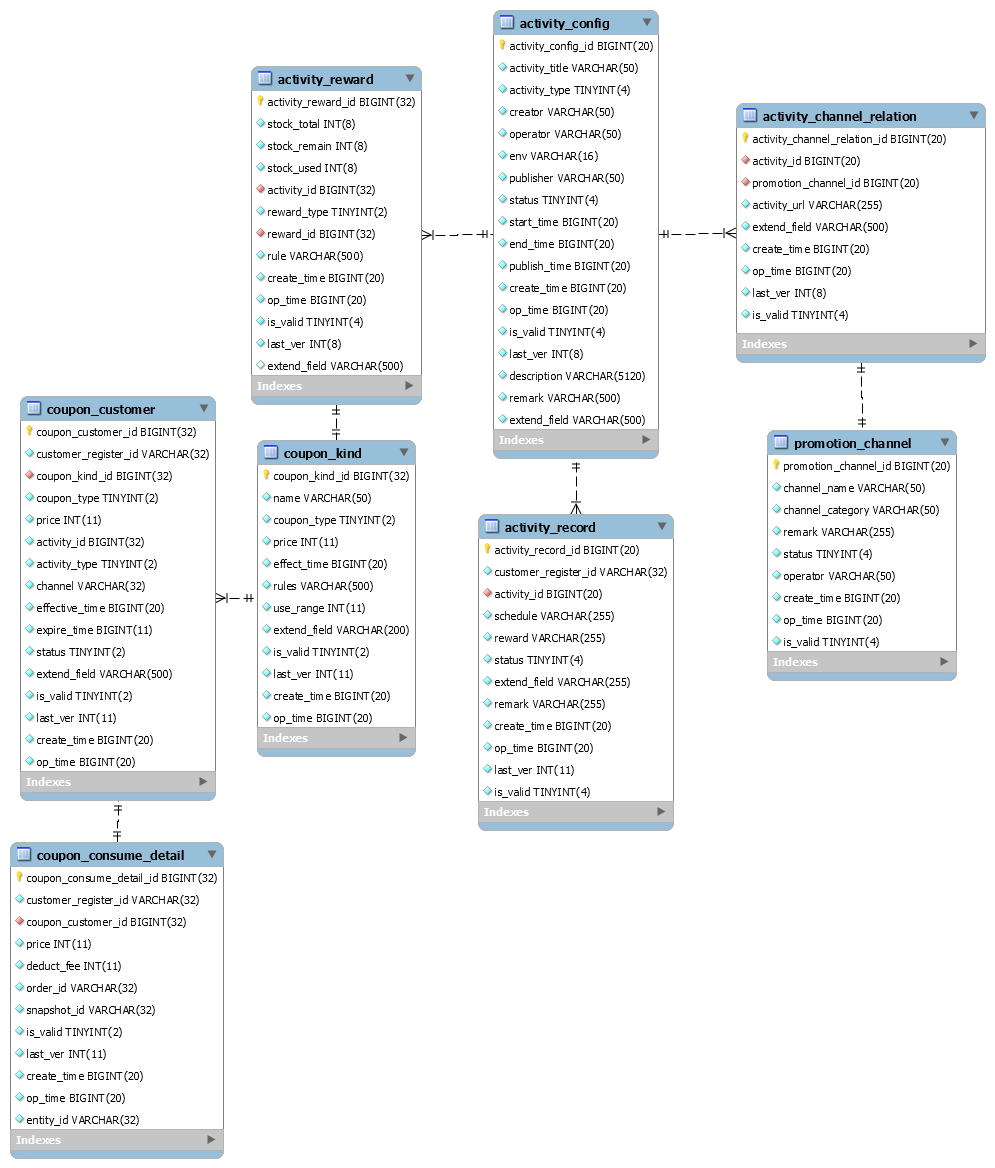 activity_config
activity_config_id BIGINT(20)
activity_title VARCHAR(50)
activity_type TINYINT(4)
creator VARCHAR(50)
operator VARCHAR(50)
env VARCHAR(16)
publisher VARCHAR(50)
status TINYINT(4)
start_time BIGINT(20)
end_time BIGINT(20)
publish_time BIGINT(20)
create_time BIGINT(20)
op_time BIGINT(20)
is_valid TINYINT(4)
last_ver INT(8)
description VARCHAR(5120)
remark VARCHAR(500)
extend_field VARCHAR(500)
Indexes
activity_reward
activity_reward_id BIGINT(32)
stock_total INT(8)
stock_remain INT(8)
stock_used INT(8)
activity_id BIGINT(32)
reward_type TINYINT(2)
reward_id BIGINT(32)
rule VARCHAR(500)
create_time BIGINT(20)
op_time BIGINT(20)
is_valid TINYINT(4)
last_ver INT(8)
extend_field VARCHAR(500)
Indexes
activity_channel_relation
activity_channel_relation_id BIGINT(20)
activity_id BIGINT(20)
promotion_channel_id BIGINT(20)
activity_url VARCHAR(255)
extend_field VARCHAR(500)
create_time BIGINT(20)
op_time BIGINT(20)
last_ver INT(8)
is_valid TINYINT(4)
Indexes
coupon_customer
coupon_customer_id BIGINT(32)
customer_register_id VARCHAR(32)
coupon_kind_id BIGINT(32)
coupon_type TINYINT(2)
price INT(11)
activity_id BIGINT(32)
activity_type TINYINT(2)
channel VARCHAR(32)
effective_time BIGINT(20)
expire_time BIGINT(11)
status TINYINT(2)
extend_field VARCHAR(500)
is_valid TINYINT(2)
last_ver INT(11)
create_time BIGINT(20)
op_time BIGINT(20)
Indexes
coupon_kind
coupon_kind_id BIGINT(32)
name VARCHAR(50)
coupon_type TINYINT(2)
price INT(11)
effect_time BIGINT(20)
rules VARCHAR(500)
use_range INT(11)
extend_field VARCHAR(200)
is_valid TINYINT(2)
last_ver INT(11)
create_time BIGINT(20)
op_time BIGINT(20)
Indexes
promotion_channel
promotion_channel_id BIGINT(20)
channel_name VARCHAR(50)
channel_category VARCHAR(50)
remark VARCHAR(255)
status TINYINT(4)
operator VARCHAR(50)
create_time BIGINT(20)
op_time BIGINT(20)
is_valid TINYINT(4)
Indexes
activity_record
activity_record_id BIGINT(20)
customer_register_id VARCHAR(32)
activity_id BIGINT(20)
schedule VARCHAR(255)
reward VARCHAR(255)
status TINYINT(4)
extend_field VARCHAR(255)
remark VARCHAR(255)
create_time BIGINT(20)
op_time BIGINT(20)
last_ver INT(11)
is_valid TINYINT(4)
Indexes
coupon_consume_detail
coupon_consume_detail_id BIGINT(32)
customer_register_id VARCHAR(32)
coupon_customer_id BIGINT(32)
price INT(11)
deduct_fee INT(11)
order_id VARCHAR(32)
snapshot_id VARCHAR(32)
is_valid TINYINT(2)
last_ver INT(11)
create_time BIGINT(20)
op_time BIGINT(20)
entity_id VARCHAR(32)
Indexes